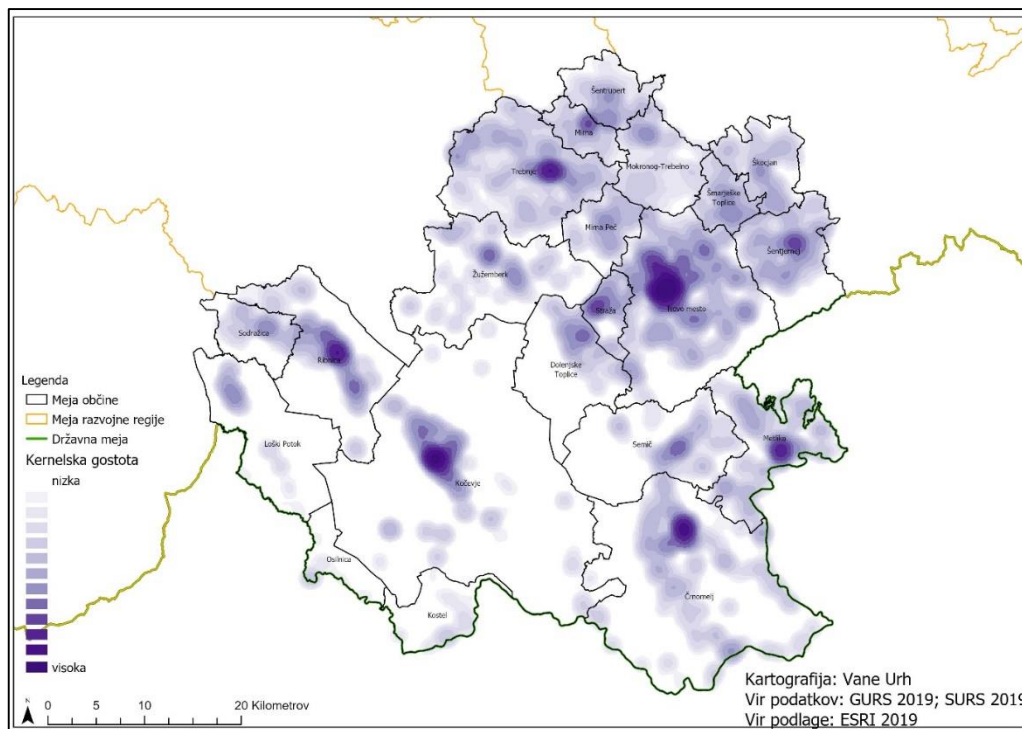 Šentrupert
Mirna
Mokronog-Trebelno
Škocjan
Trebnje
Šmarješke
Toplice
Mirna Peč
Šentjernej
Žužemberk
Straža
Novo mesto
Sodražica
Ribnica
Dolenjske
Toplice
Legenda
Meja občine
Meja razvojne regije
Državna meja
Loški Potok
Semič
Metlika
Kernelska gostota
nizka
Kočevje
Osilnica
Črnomelj
Kostel
visoka
Kartografija: Vane Urh
Vir podatkov: GURS 2019; SURS 2019
Vir podlage: ESRI 2019
N
0 5 10 20 Kilometrov